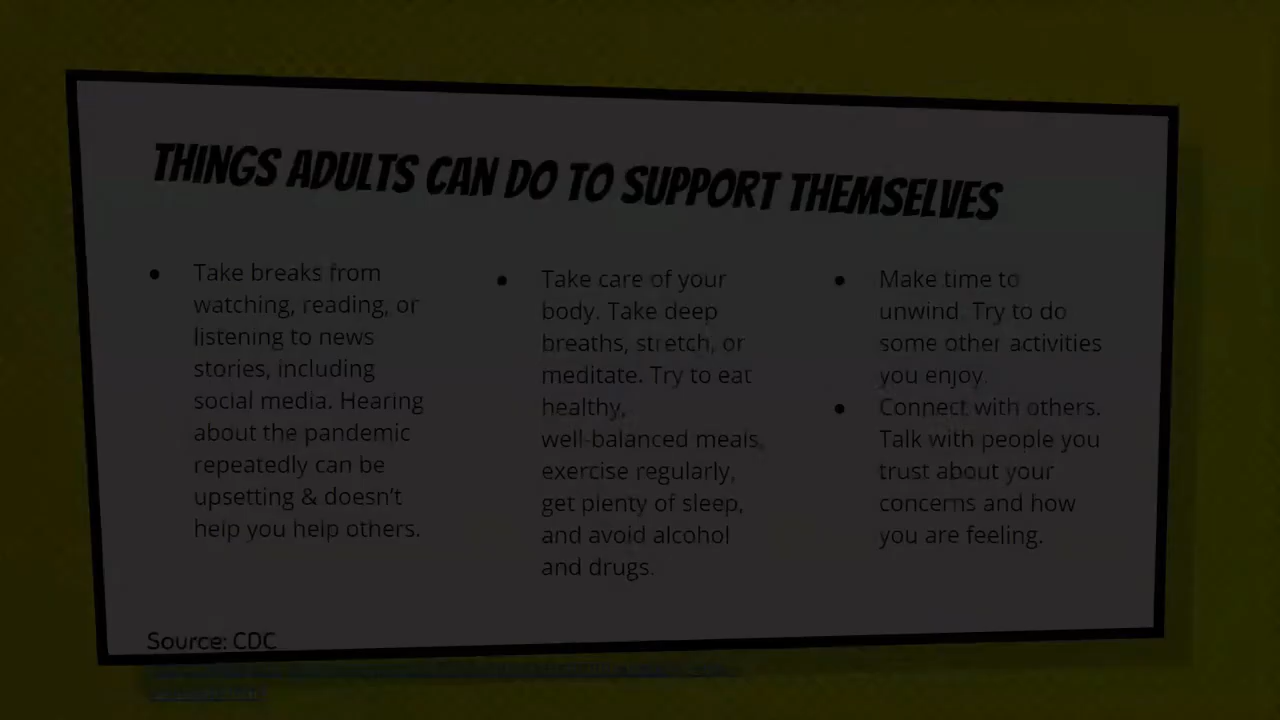 THINGS ADULTS CAN DO TO SUPPORT THEMSELVES
● Take breaks from
watching, reading, or
listening to news
stories, including
social media. Hearing
about the pandemic
repeatedly can be
upsetting & doesn't
help you help others.
● Take care of your
body. Take deep
breaths, stretch, or
meditate. Try to eat
healthy,
well-balanced meals,
exercise regularly,
get plenty of sleep,
and avoid alcohol
and drugs.
● Make time to
unwind. Try to do
some other activities
you enjoy.
● Connect with others.
Talk with people you
trust about your
concerns and how
you are feeling.
Source: CDC